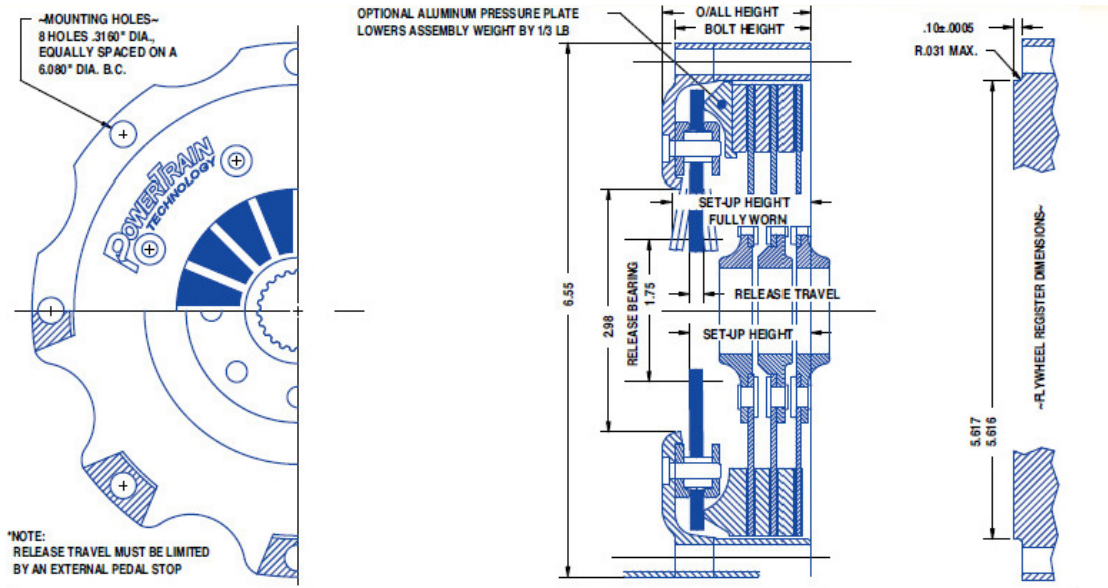 ~MOUNTING HOLES~
8 HOLES .3160" DIA.,
EQUALLY SPACED ON A
6.080" DIA. B.C.
POWERTRAIN
TECHNOLOGY
*NOTE:
RELEASE TRAVEL MUST BE LIMITED
BY AN EXTERNAL PEDAL STOP
OPTIONAL ALUMINUM PRESSURE PLATE
LOWERS ASSEMBLY WEIGHT BY 1/3 LB
O/ALL HEIGHT
BOLT HEIGHT
SET-UP HEIGHT
FULLY WORN
RELEASE TRAVEL
SET-UP HEIGHT
6.55
2.98
RELEASE BEARING
1.75
.10±.0005
R.031 MAX.
5.617
5.616
~FLYWHEEL REGISTER DIMENSIONS~